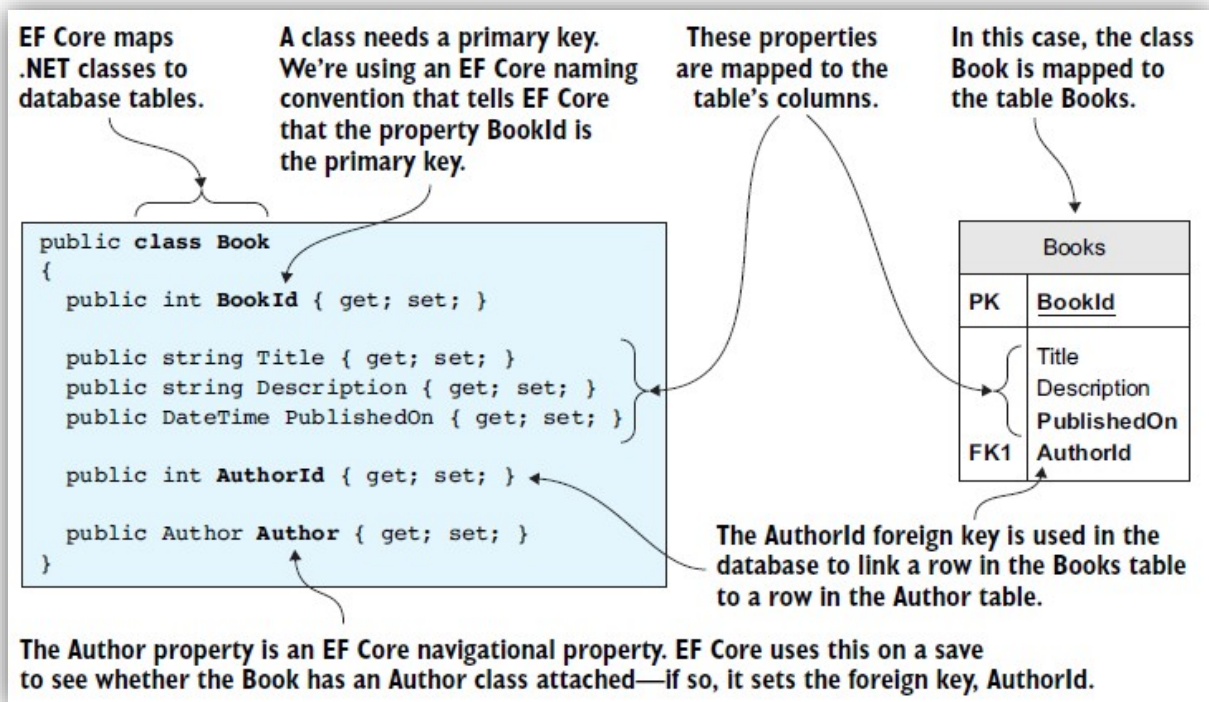 EF Core maps
.NET classes to
database tables.
A class needs a primary key.
We're using an EF Core naming
convention that tells EF Core
that the property BookId is
the primary key.
These properties
are mapped to the
table's columns.
In this case, the class
Book is mapped to
the table Books.
public class Book
{
public int BookId { get; set; }
public string Title { get; set; }
public string Description { get; set; }
public DateTime PublishedOn { get; set; }
public int AuthorId { get; set; }
public Author Author { get; set; }
}
Books
PK BookId
Title
Description
PublishedOn
FK1 AuthorId
The AuthorId foreign key is used in the
database to link a row in the Books table
to a row in the Author table.
The Author property is an EF Core navigational property. EF Core uses this on a save
to see whether the Book has an Author class attached—if so, it sets the foreign key, AuthorId.